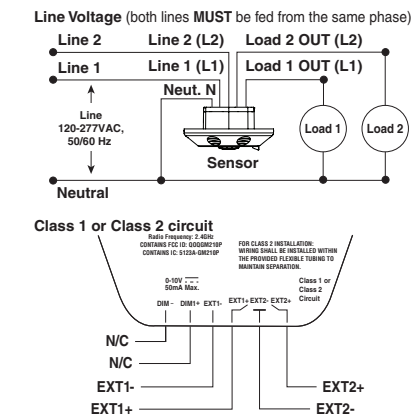 Line Voltage (both lines MUST be fed from the same phase)
Line 2 Line 2 (L2) Load 2 OUT (L2)
Line 1 Line 1 (L1) Load 1 OUT (L1)
Neut. N
Line
120-277VAC,
50/60 Hz
Load 1 Load 2
Sensor
Neutral
Class 1 or Class 2 circuit
Radio Frequency: 2.4GHz
CONTAINS FCC ID: QOQGM210P
CONTAINS IC: 5123A-GM210P
FOR CLASS 2 INSTALLATION:
WIRING SHALL BE INSTALLED WITHIN
THE PROVIDED FLEXIBLE TUBING TO
MAINTAIN SEPARATION.
0-10V
50mA Max.
Class 1 or
Class 2
Circuit
DIM - DIM1+ EXT1- EXT1+ EXT2- EXT2+
N/C
N/C
EXT1- EXT2+
EXT1+ EXT2-